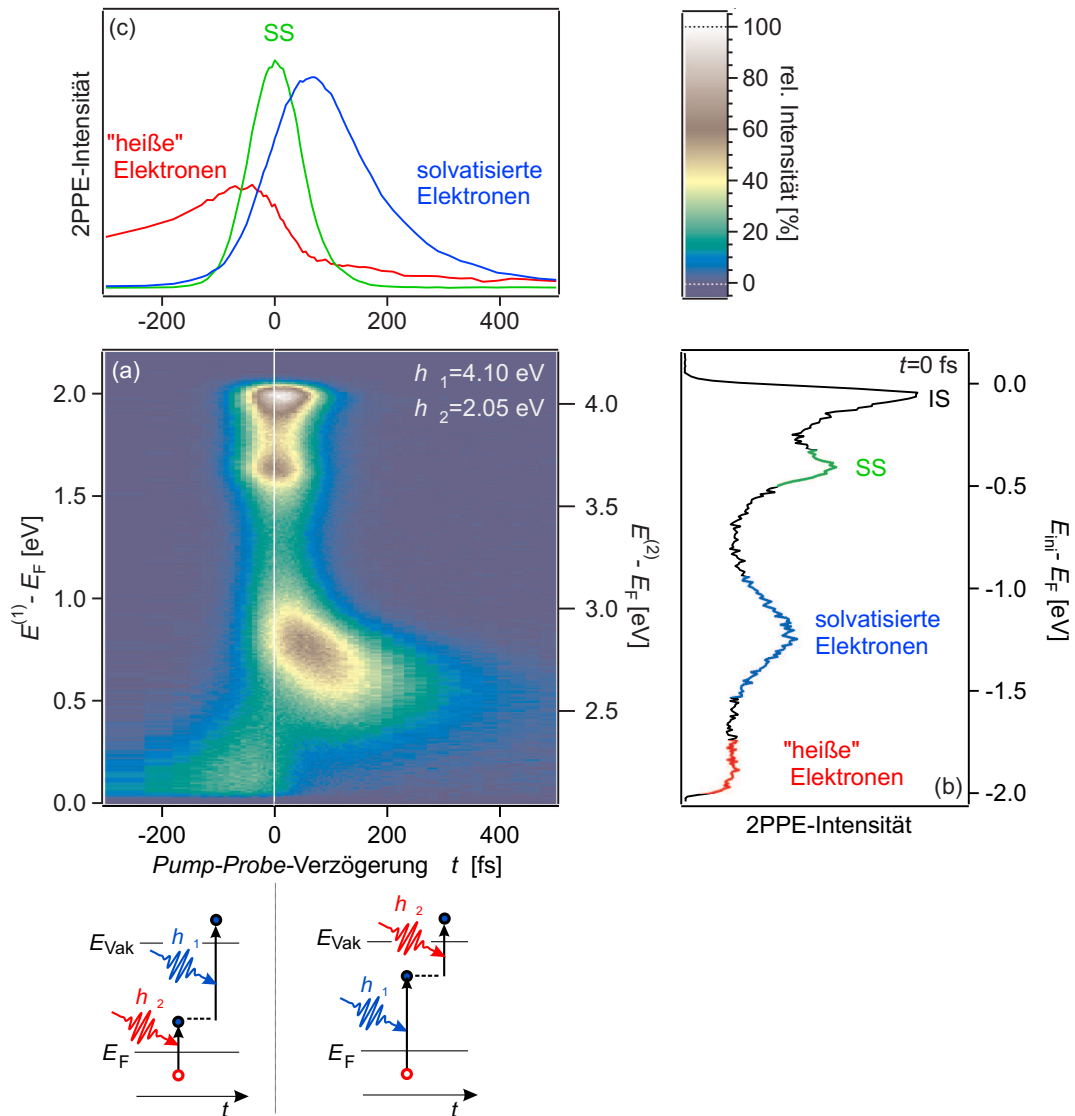 (c)
SS
"heiße"
Elektronen
solvatisierte
Elektronen
2PPE-Intensität
-200 0 200 400
100
80
60
40
20
0
rel. Intensität [%]
(a)
h 1=4.10 eV
h 2=2.05 eV
2.0
1.5
1.0
0.5
0.0
E(1)- EF [eV]
4.0
3.5
3.0
2.5
E(2)- EF [eV]
-200 0 200 400
Pump-Probe-Verzögerung t [fs]
t=0 fs
IS
SS
solvatisierte
Elektronen
"heiße"
Elektronen
(b)
0.0
-0.5
-1.0
-1.5
-2.0
Eini- EF [eV]
2PPE-Intensität
EVak
h 1
h 2
EF
t
h 2
EVak
h 1
EF
t